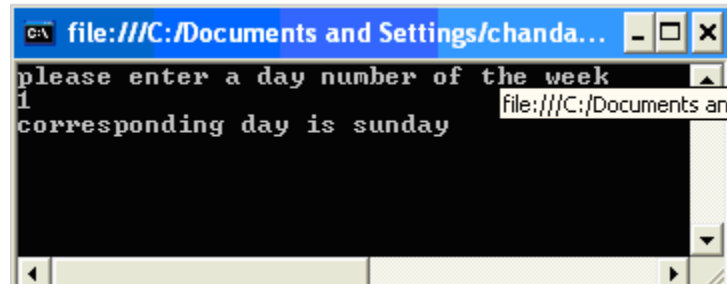 file:///C:/Documents and Settings/chanda...
please enter a day number of the week
1
file:///C:/Documents an
corresponding day is sunday